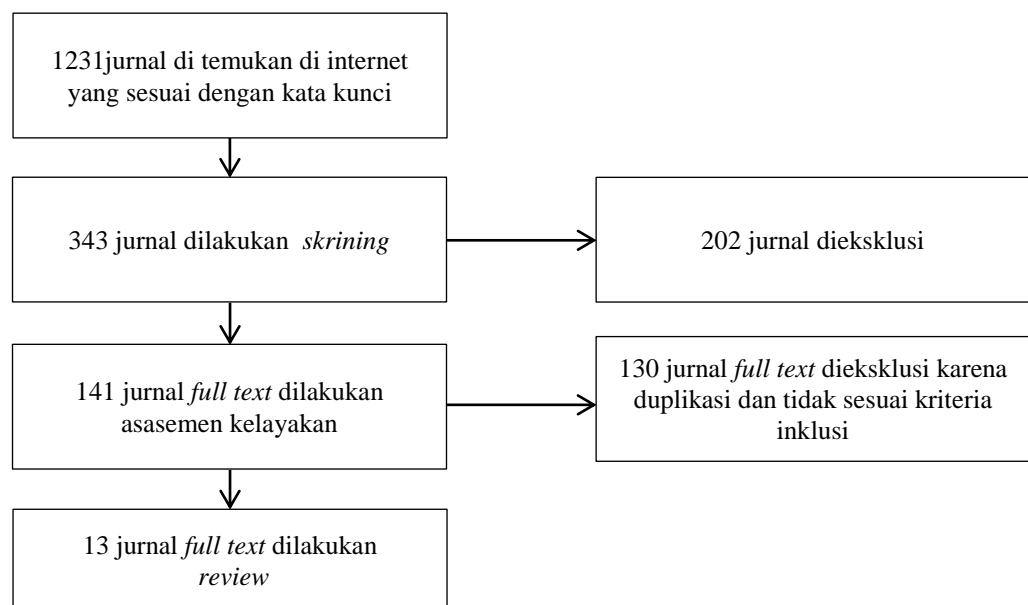 1231jurnal di temukan di internet
yang sesuai dengan kata kunci
343 jurnal dilakukan skrining
202 jurnal dieksklusi
141 jurnal full text dilakukan
asasemen kelayakan
130 jurnal full text dieksklusi karena
duplikasi dan tidak sesuai kriteria
inklusi
13 jurnal full text dilakukan
review